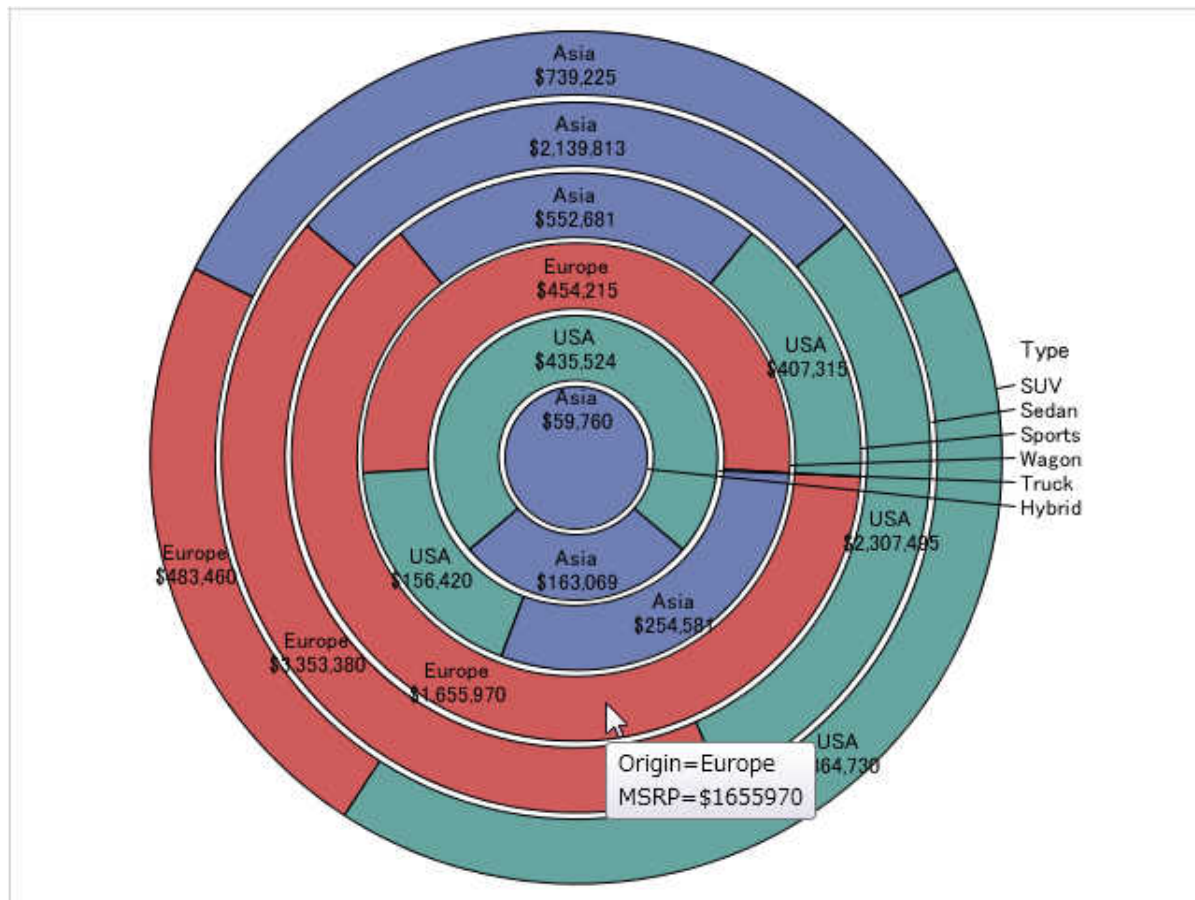 Asia
$739,225
Asia
$2,139,813
Asia
$552,681
Europe
$454,215
USA
$435,524
Asia
$59,760
USA
$407,315
Type
SUV
Sedan
Sports
Wagon
Truck
Hybrid
USA
$2,307,495
Europe
$483,460
USA
$156,420
Asia
$163,069
Asia
$254,581
Europe
$3,353,380
Europe
$1,655,970
USA
Origin=Europe
MSRP=$1655970